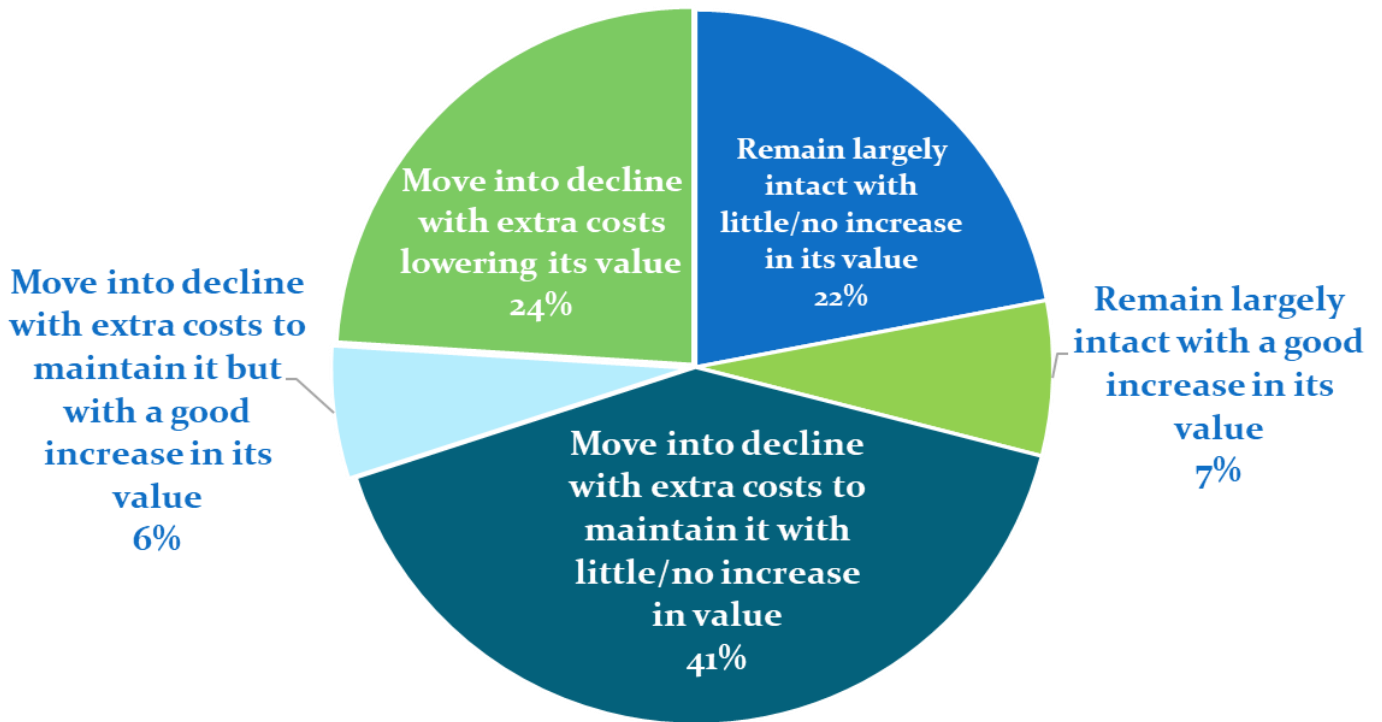 Remain largely
intact with
little/no increase
in its value
22%
Remain largely
intact with a good
increase in its
value
7%
Move into decline
with extra costs to
maintain it with
little/no increase
in value
41%
Move into decline
with extra costs to
maintain it but
with a good
increase in its
value
6%
Move into decline
with extra costs
lowering its value
24%